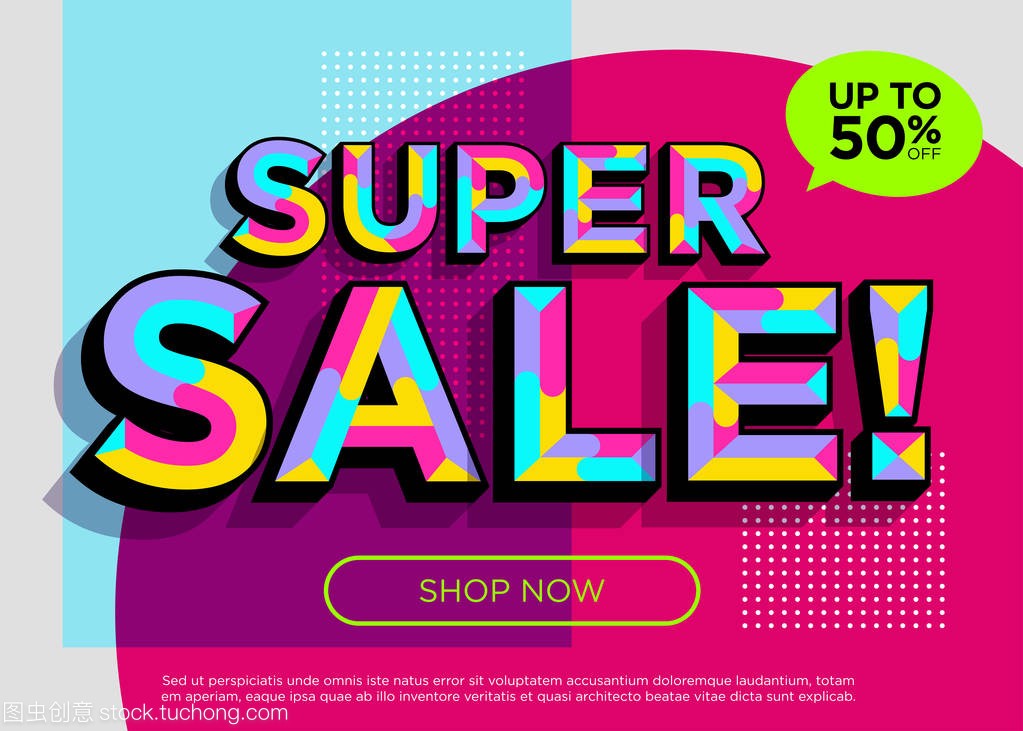 UP TO
50%
OFF
SUPER
SALE!
SHOP NOW
Sed ut perspiciatis unde omnis iste natus error sit voluptatem accusantium doloremque laudantium, totam
em aperiam, eaque ipsa quae ab illo inventore veritatis et quasi architecto beatae vitae dicta sunt explicab.
图虫创意 stock.tuchong.com